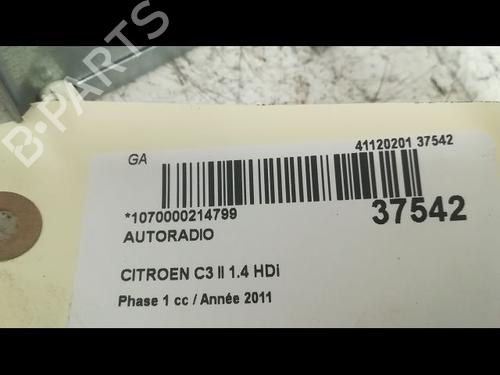 B-PARTS
GA
41120201 37542
*1070000214799
37542
AUTORADIO
CITROEN C3 II 1.4 HDi
Phase 1 cc / Année 2011